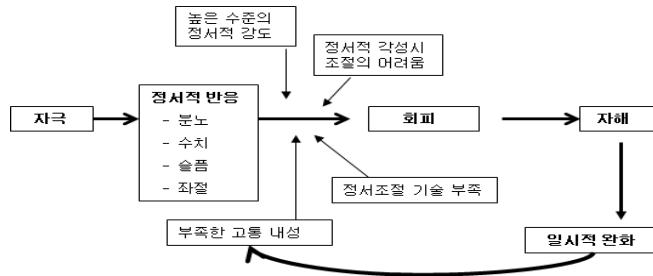 높은 수준의
정서적 강도
정서적 각성시
조절의 어려움
자극
정서적 반응
- 분노
- 수치
- 슬픔
- 좌절
회피
자해
정서조절 기술 부족
부족한 고통 내성
일시적 완화